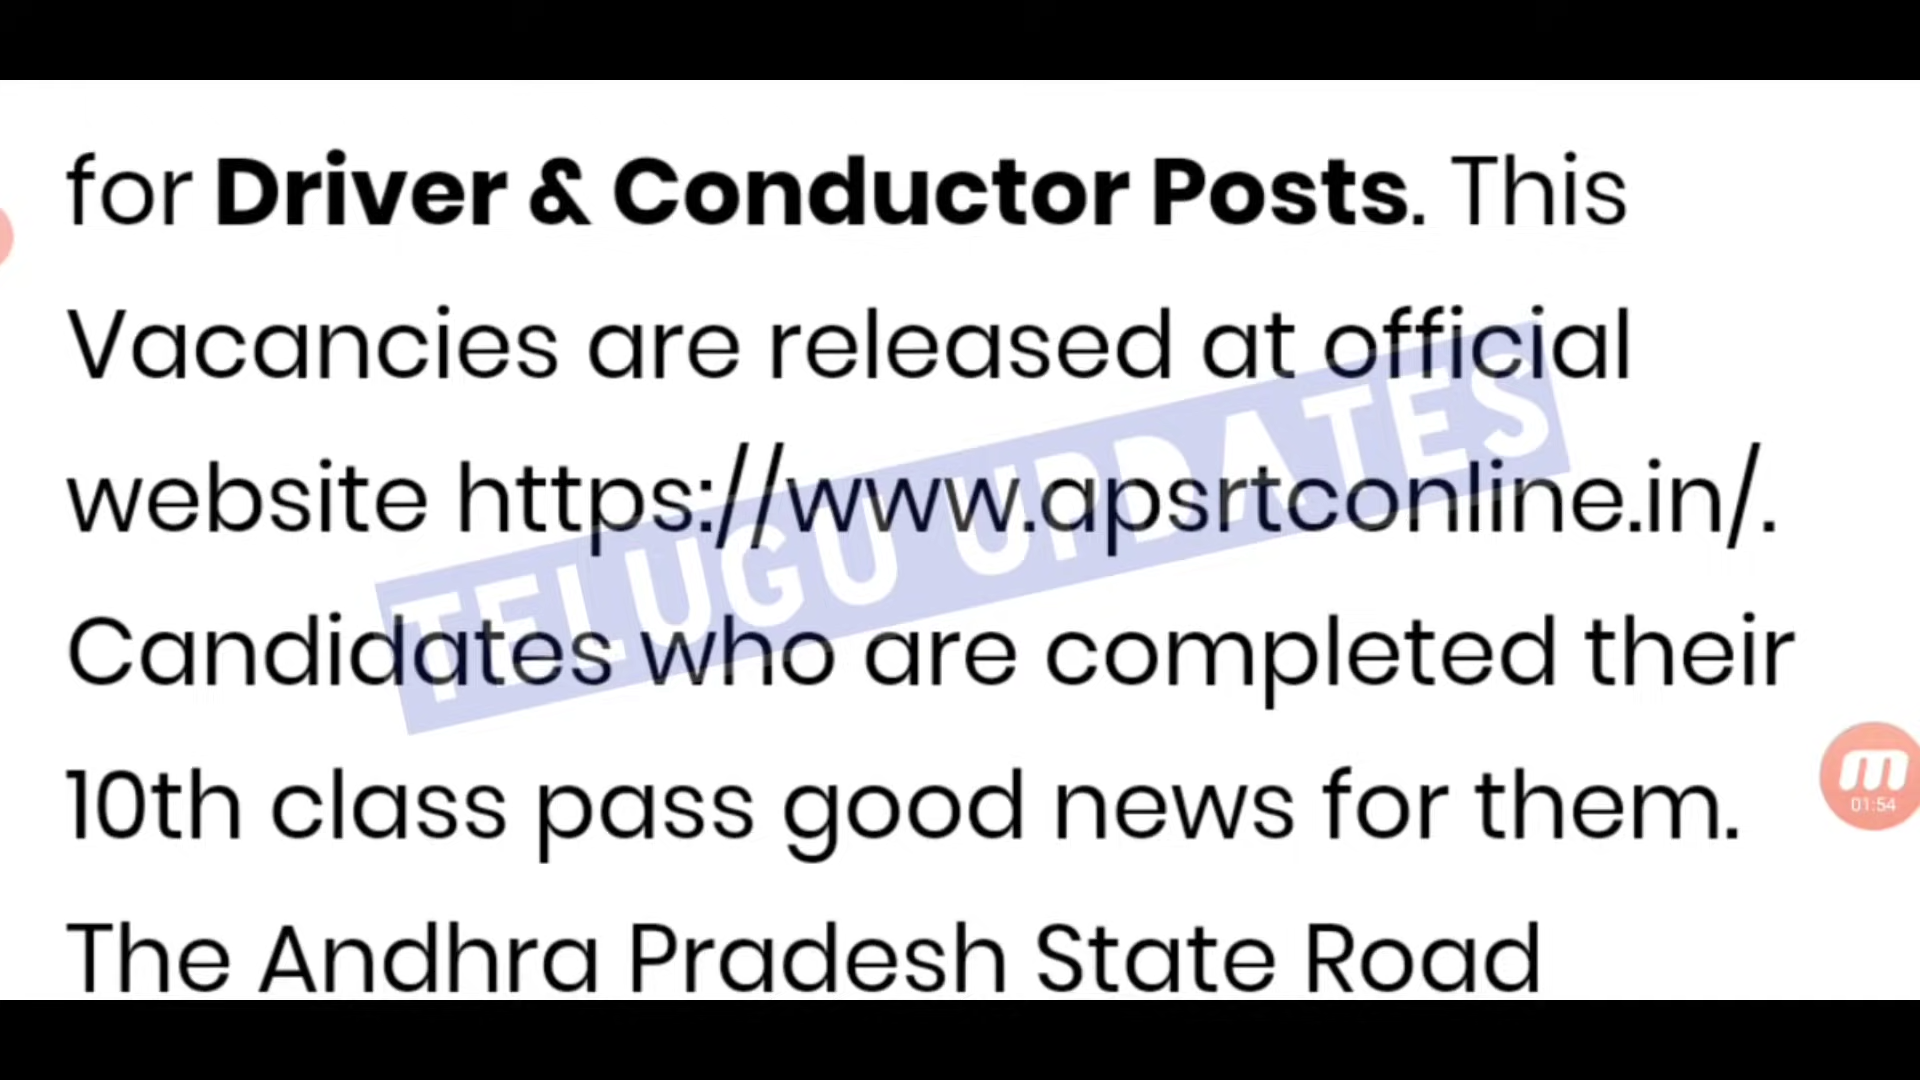 for Driver & Conductor Posts. This
Vacancies are released at official
website https://www.apsrtconline.in/.
TELUGU UPDATES
Candidates who are completed their
10th class pass good news for them.
01:54
The Andhra Pradesh State Road